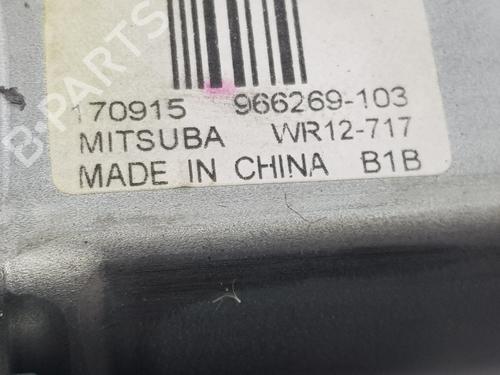 B-PARTS
170915 966269-103
MITSUBA WR12-717
MADE IN CHINA B1B